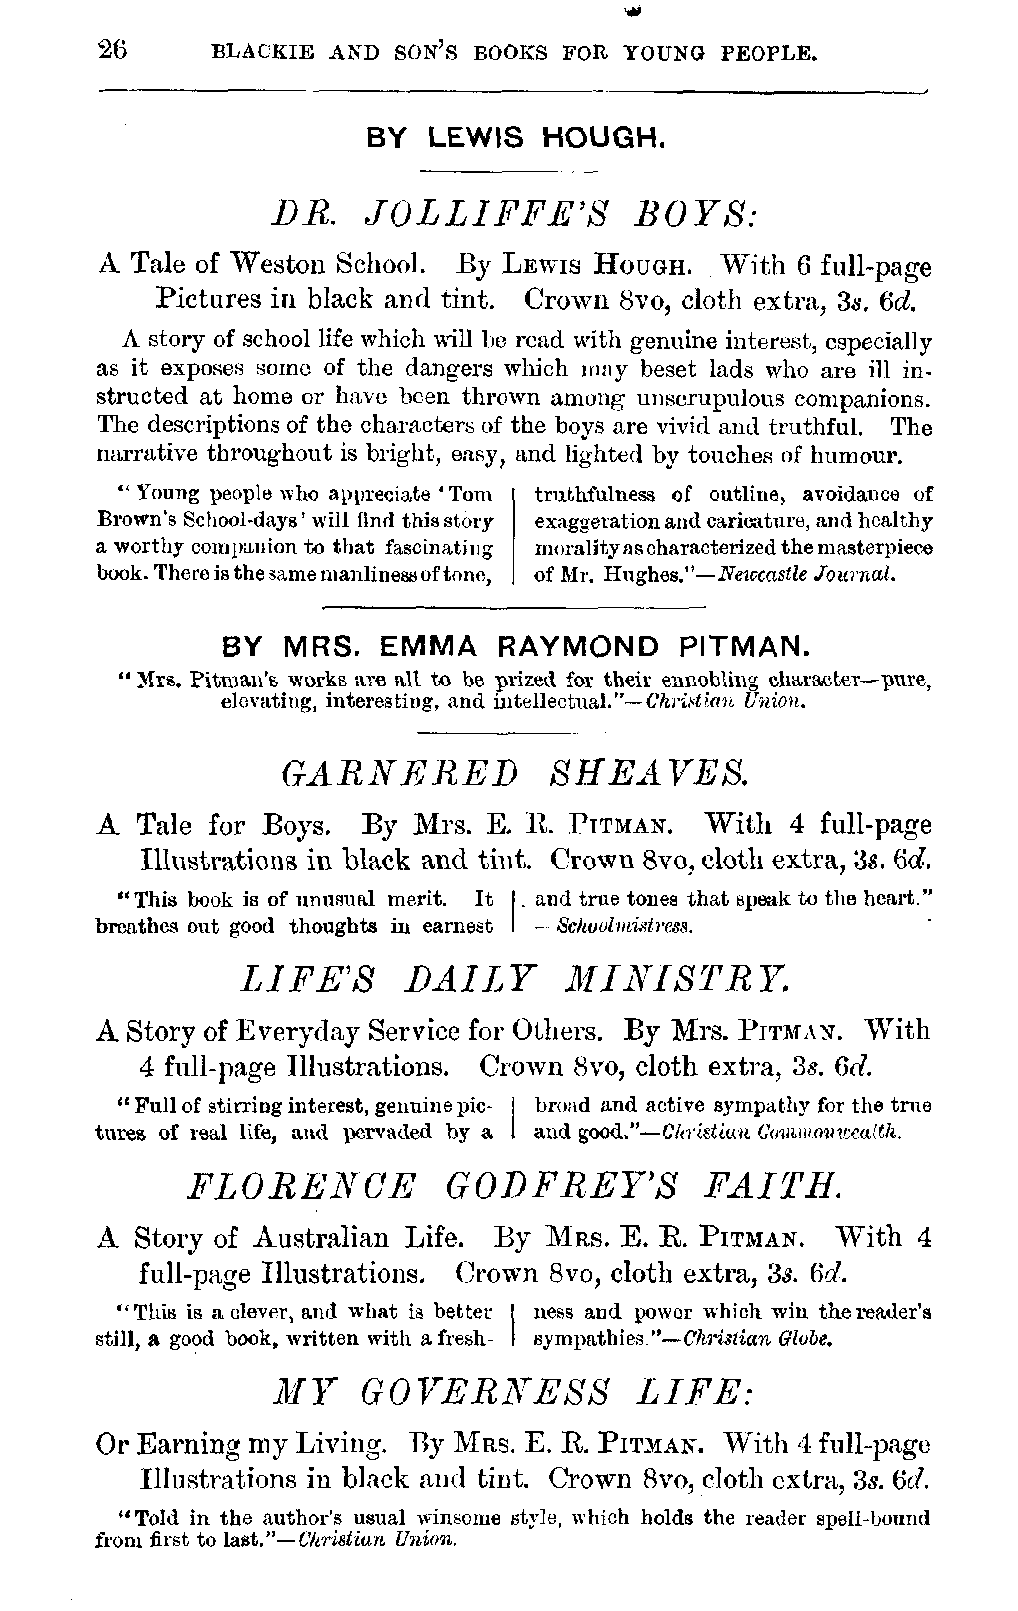 26 BLACKIE AND SON'S BOOKS FOR YOUNG PEOPLE.
BY LEWIS HOUGH.
DR. JOLLIFFE'S BOYS:
A Tale of Weston School. By LEWIS HOUGH. With 6 full-page
Pictures in black and tint. Crown 8vo, cloth extra, 3s. 6d.
A story of school life which will be read with genuine interest, especially
as it exposes some of the dangers which may beset lads who are ill in-
structed at home or have been thrown among unscrupulous companions.
The descriptions of the characters of the boys are vivid and truthful. The
narrative throughout is bright, easy, and lighted by touches of humour.
"Young people who appreciate 'Tom
Brown's School-days' will find this story
a worthy companion to that fascinating
book. There is the same manliness of tone,
truthfulness of outline, avoidance of
exaggeration and caricature, and healthy
morality as characterized the masterpiece
of Mr. Hughes."—Newcastle Journal.
BY MRS. EMMA RAYMOND PITMAN.
"Mrs. Pitman's works are all to be prized for their ennobling character—pure,
elevating, interesting, and intellectual."—Christian Union.
GARNERED SHEAVES.
A Tale for Boys. By Mrs. E. R. PITMAN. With 4 full-page
Illustrations in black and tint. Crown 8vo, cloth extra, 3s. 6d.
"This book is of unusual merit. It
breathes out good thoughts in earnest
and true tones that speak to the heart."
—Schoolmistress.
LIFE'S DAILY MINISTRY.
A Story of Everyday Service for Others. By Mrs. PITMAN. With
4 full-page Illustrations. Crown 8vo, cloth extra, 3s. 6d.
"Full of stirring interest, genuine pic-
tures of real life, and pervaded by a
broad and active sympathy for the true
and good."—Christian Commonwealth.
FLORENCE GODFREY'S FAITH.
A Story of Australian Life. By MRS. E. R. PITMAN. With 4
full-page Illustrations. Crown 8vo, cloth extra, 3s. 6d.
"This is a clever, and what is better
still, a good book, written with a fresh-
ness and power which win the reader's
sympathies."—Christian Globe.
MY GOVERNESS LIFE:
Or Earning my Living. By MRS. E. R. PITMAN. With 4 full-page
Illustrations in black and tint. Crown 8vo, cloth extra, 3s. 6d.
"Told in the author's usual winsome style, which holds the reader spell-bound
from first to last."—Christian Union.